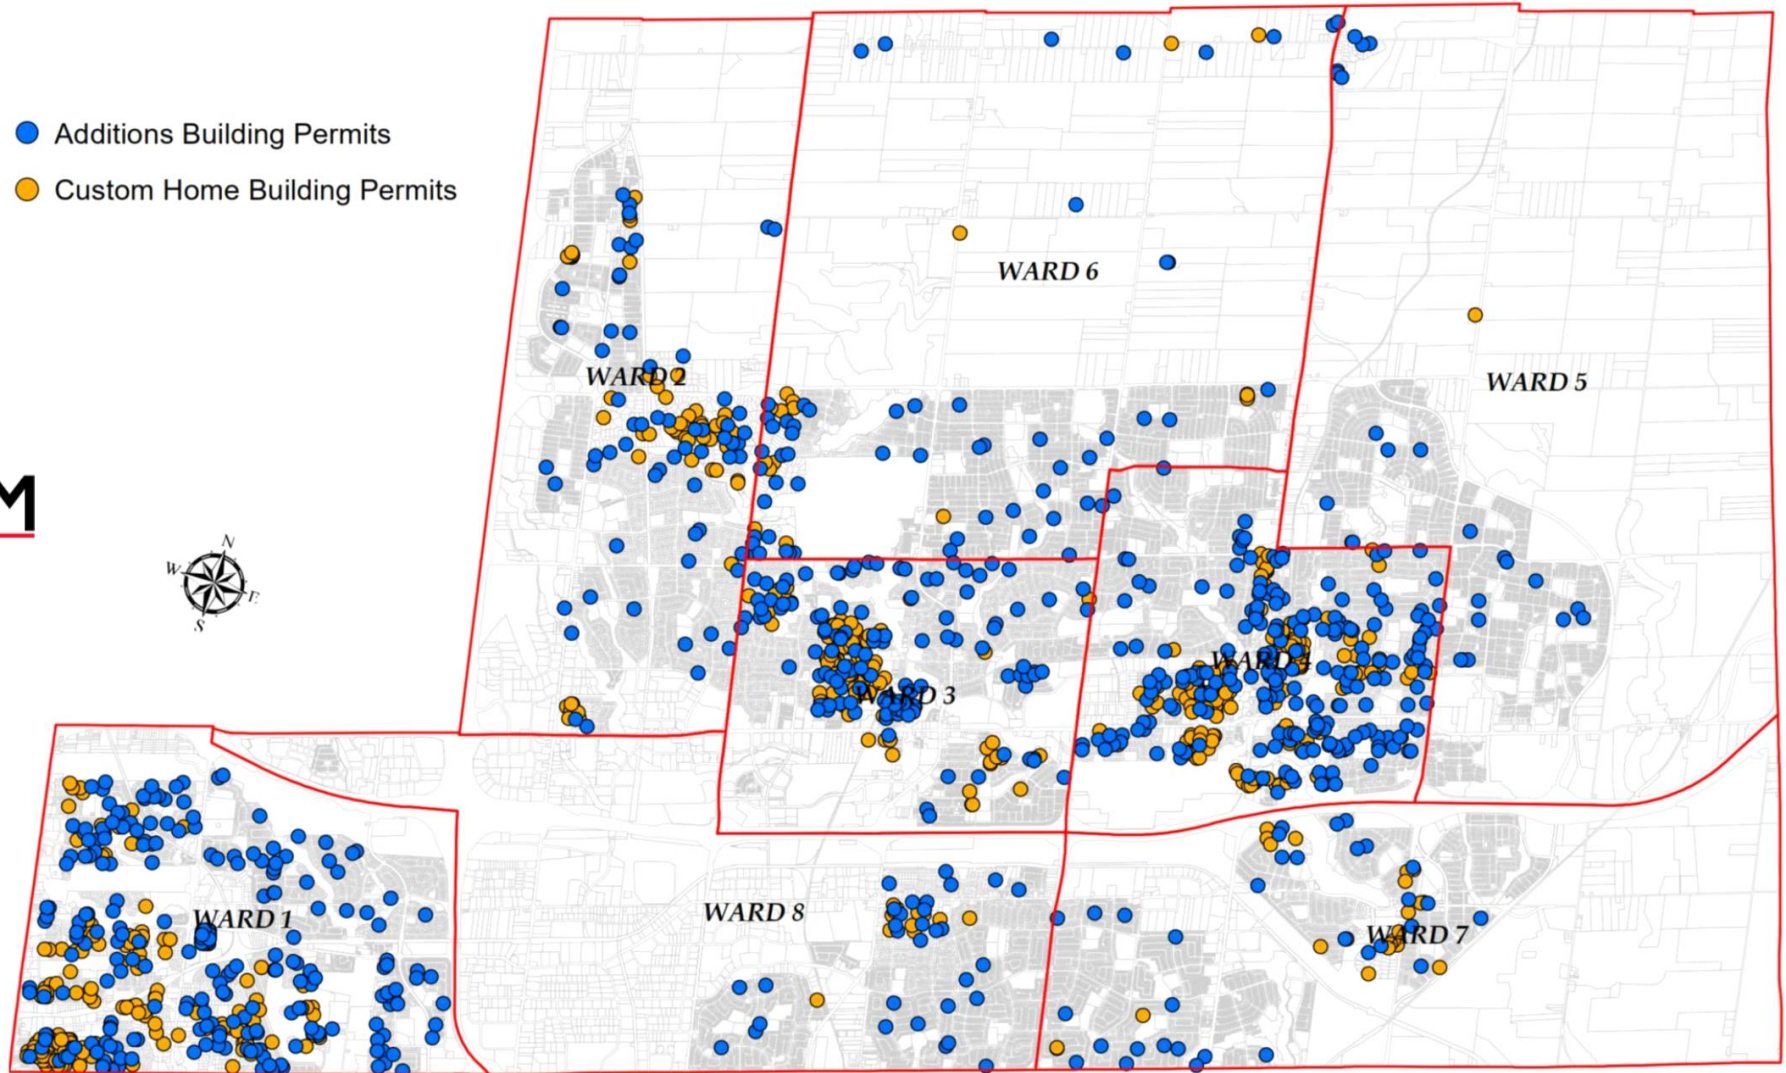 Additions Building Permits
Custom Home Building Permits
WARD 6
WARD 5
WARD 2
M
N
W
E
S
WARD 4
WARD 3
WARD 1
WARD 8
WARD 7